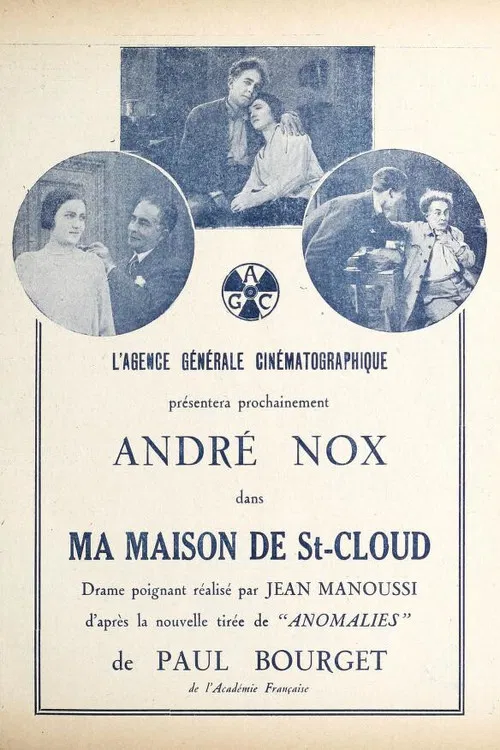 A
G C
L'AGENCE GÉNÉRALE CINÉMATOGRAPHIQUE
présentera prochainement
ANDRÉ NOX
dans
MA MAISON DE St-CLOUD
Drame poignant réalisé par JEAN MANOUSSI
d'après la nouvelle tirée de "ANOMALIES"
de PAUL BOURGET
de l'Académie Française